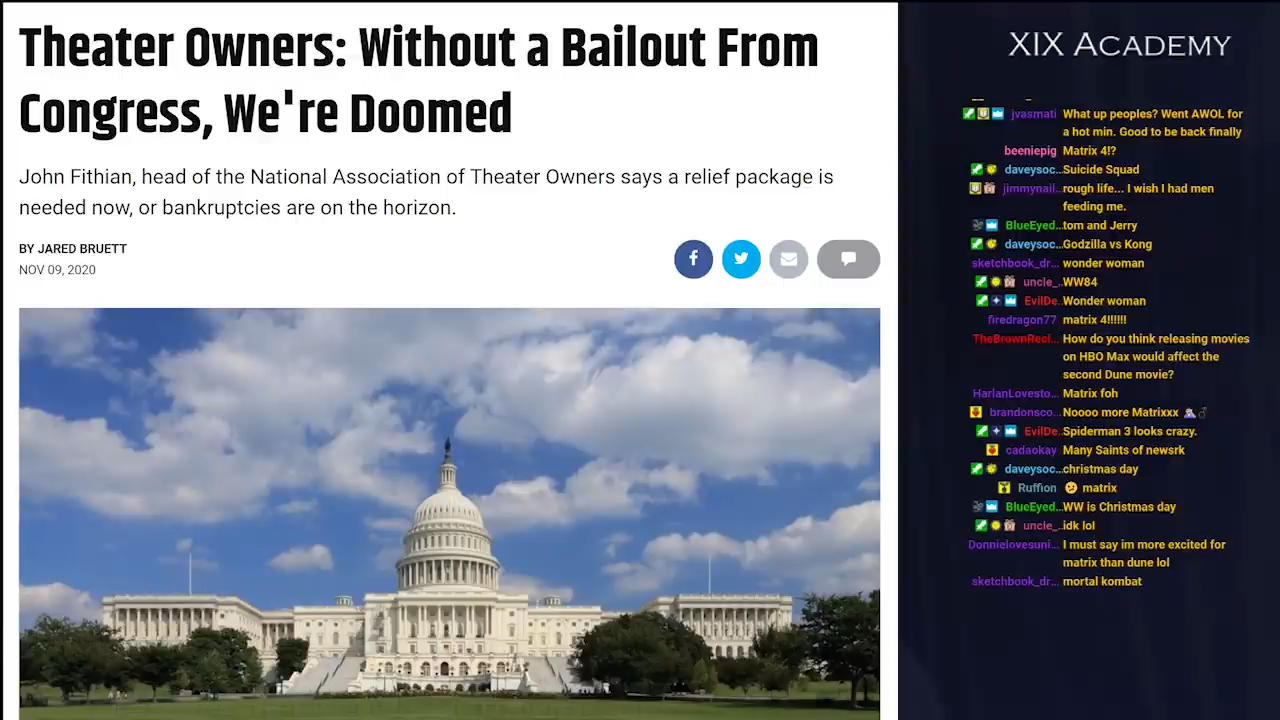 Theater Owners: Without a Bailout From
Congress, We're Doomed
John Fithian, head of the National Association of Theater Owners says a relief package is
needed now, or bankruptcies are on the horizon.
BY JARED BRUETT
NOV 09, 2020
XIX ACADEMY
jvasmati What up peoples? Went AWOL for
a hot min. Good to be back finally
beeniepig Matrix 4!?
daveysoc... Suicide Squad
jimmynail... rough life... I wish I had men
feeding me.
BlueEyed... tom and Jerry
daveysoc... Godzilla vs Kong
sketchbook_dr... wonder woman
uncle_... WW84
EvilDe... Wonder woman
firedragon77 matrix 4!!!!!!
TheBrownReci... How do you think releasing movies
on HBO Max would affect the
second Dune movie?
HarlanLovesto... Matrix foh
brandonsco... Noooo more Matrixxx
EvilDe... Spiderman 3 looks crazy.
cadaokay Many Saints of newsrk
daveysoc... christmas day
Ruffion matrix
BlueEyed... WW is Christmas day
uncle_... idk lol
Donnielovesuni... I must say im more excited for
matrix than dune lol
sketchbook_dr... mortal kombat